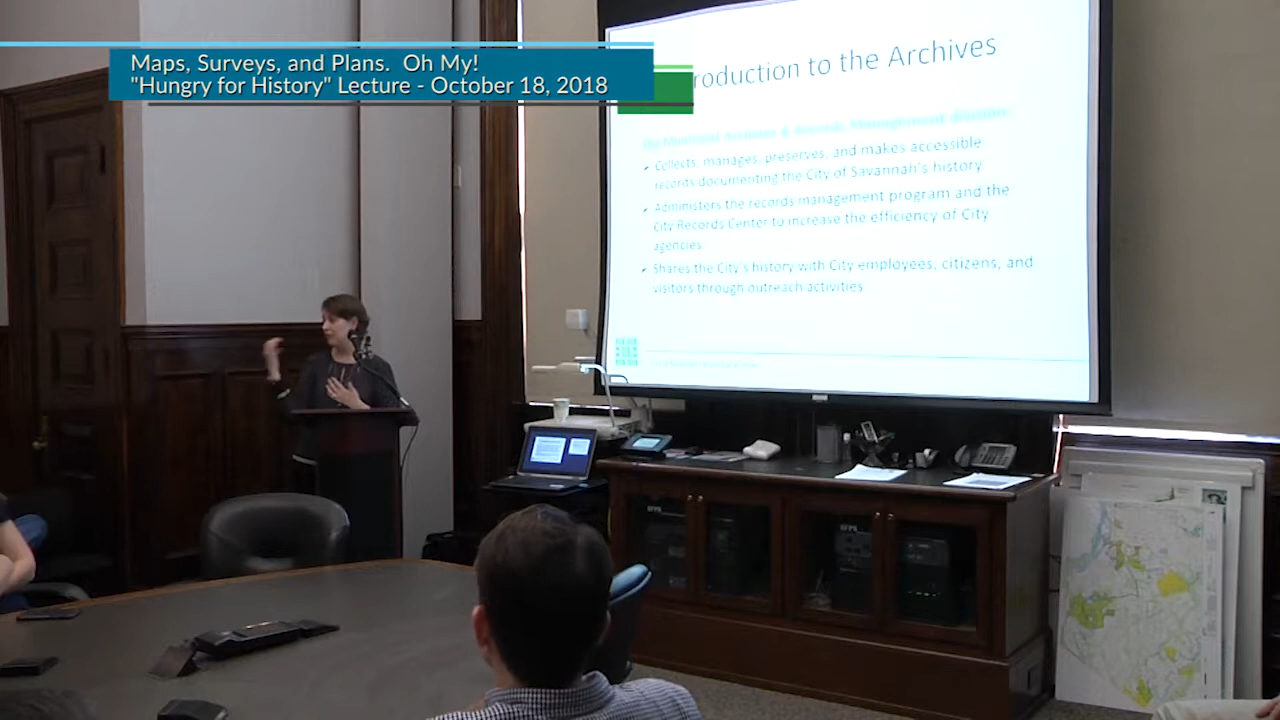 Maps, Surveys, and Plans.  Oh My!
"Hungry for History" Lecture - October 18, 2018
roduction to the Archives
Collects, manages, preserves, and makes accessible
records documenting the City of Savannah's history
Administers the records management program and the
City Records Center to increase the efficiency of City
agencies
Shares the City's history with City employees, citizens, and
visitors through outreach activities